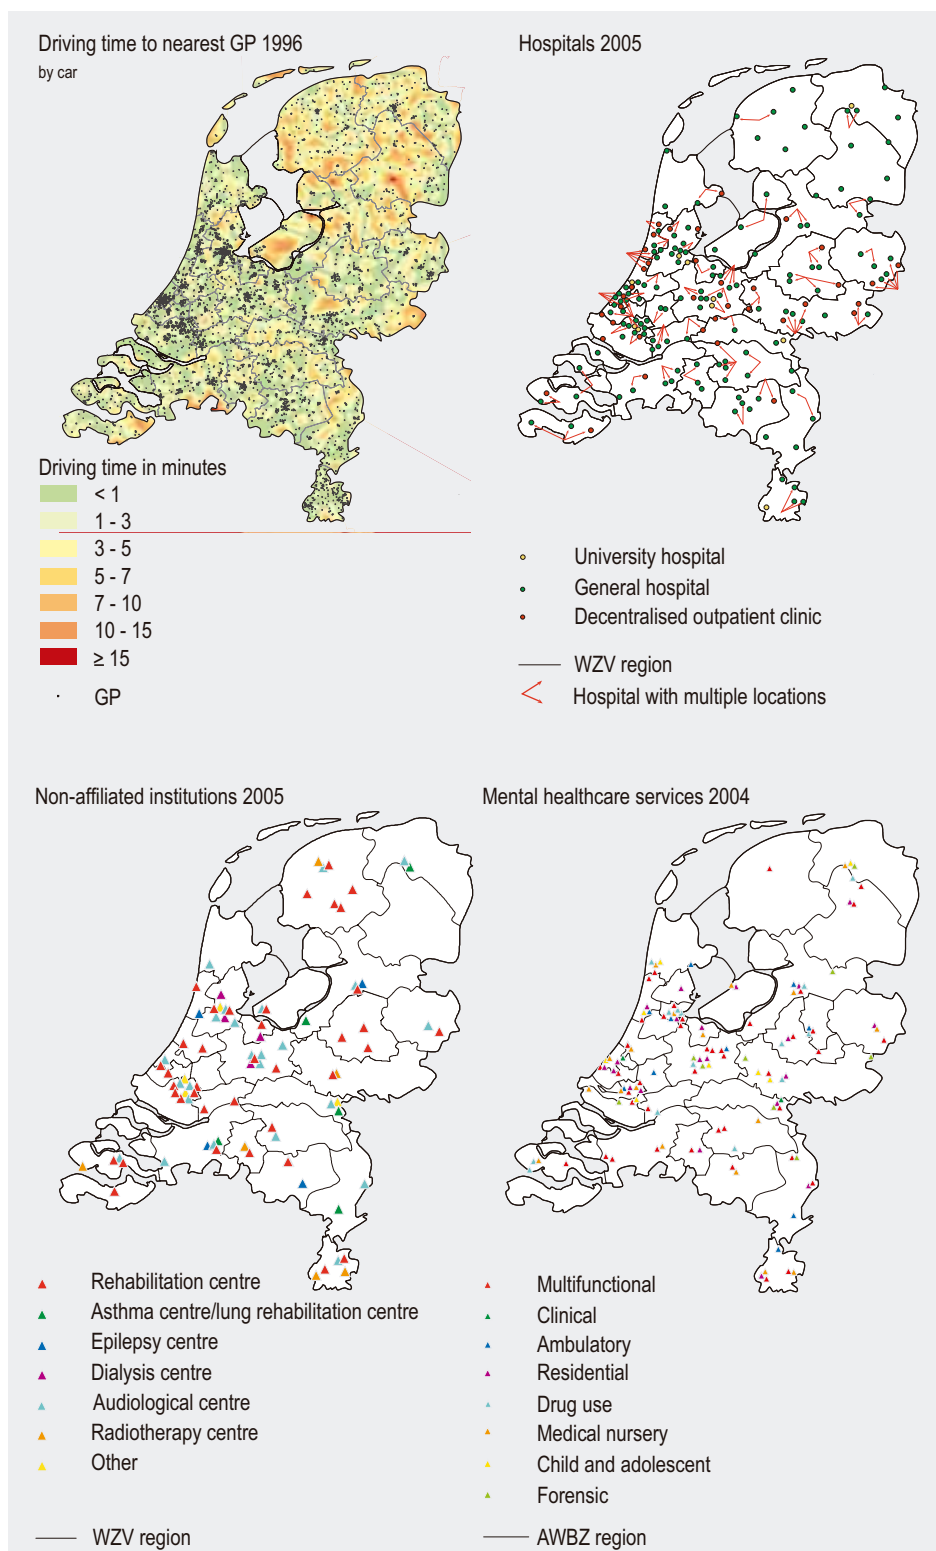 Driving time to nearest GP 1996
by car
Driving time in minutes
< 1
1 - 3
3 - 5
5 - 7
7 - 10
10 - 15
≥ 15
GP
Hospitals 2005
University hospital
General hospital
Decentralised outpatient clinic
WZV region
Hospital with multiple locations
Non-affiliated institutions 2005
Rehabilitation centre
Asthma centre/lung rehabilitation centre
Epilepsy centre
Dialysis centre
Audiological centre
Radiotherapy centre
Other
WZV region
Mental healthcare services 2004
Multifunctional
Clinical
Ambulatory
Residential
Drug use
Medical nursery
Child and adolescent
Forensic
AWBZ region